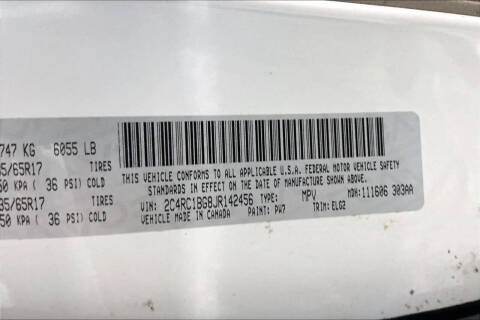 747 KG 6055 LB
5/65R17 TIRES
50 KPA ( 36 PSI) COLD
35/65R17 TIRES
50 KPA ( 36 PSI) COLD
THIS VEHICLE CONFORMS TO ALL APPLICABLE U.S.A. FEDERAL MOTOR VEHICLE SAFETY
STANDARDS IN EFFECT ON THE DATE OF MANUFACTURE SHOWN ABOVE.
VIN: 2C4RC1BG8JR142456 TYPE: MPV MDH: 111606 303AA
VEHICLE MADE IN CANADA PAINT: PW7 TRIM: ELG2